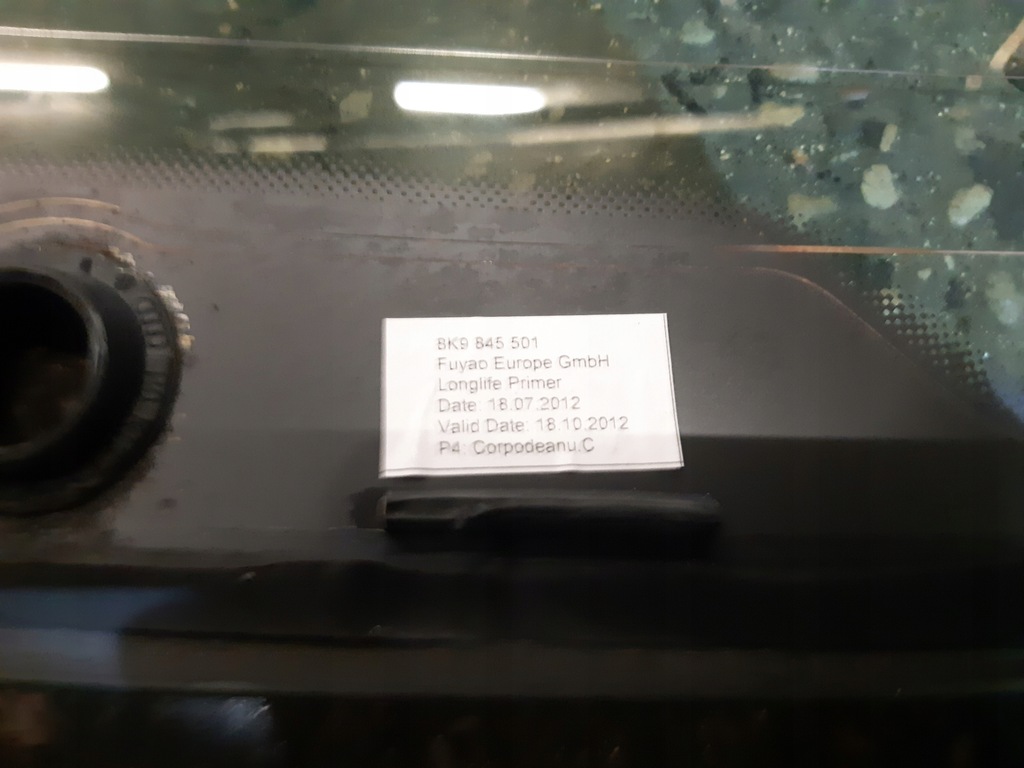 8K9 845 501
Fuyao Europe GmbH
Longlife Primer
Date: 18.07.2012
Valid Date: 18.10.2012
P4: Corpodeanu.C